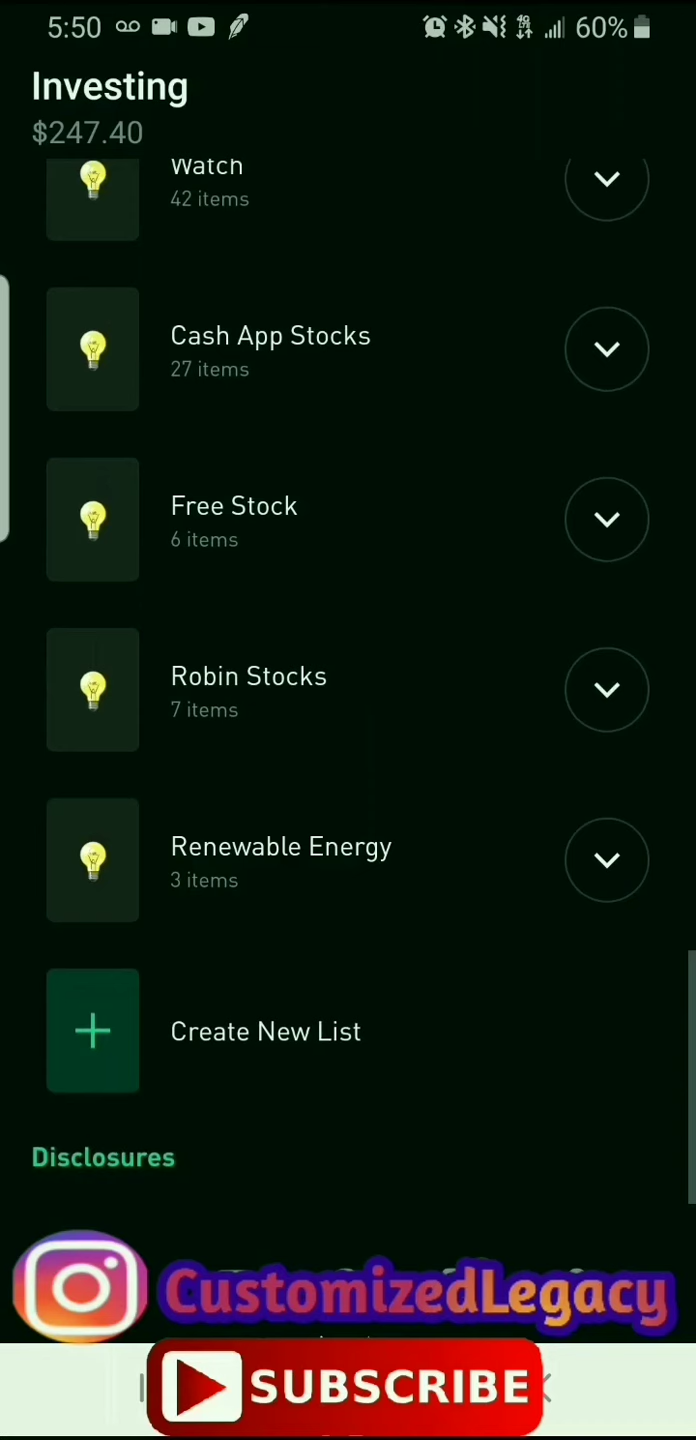 5:50
60%
Investing
$247.40
Watch
42 items
Cash App Stocks
27 items
Free Stock
6 items
Robin Stocks
7 items
Renewable Energy
3 items
Create New List
Disclosures
CustomizedLegacy
SUBSCRIBE